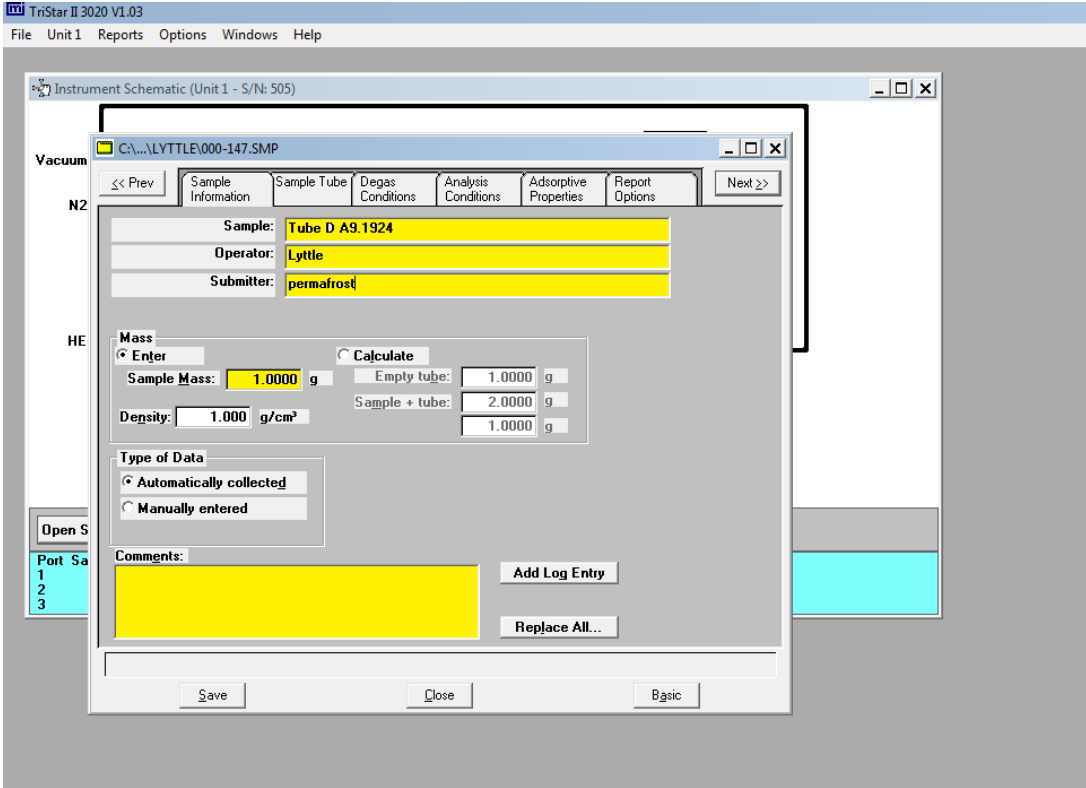 TriStar II 3020 V1.03
File Unit 1 Reports Options Windows Help
Instrument Schematic (Unit 1 - S/N: 505)
Vacuum
N2
HE
C:\...\LYTTLE\000-147.SMP
<< Prev
Sample Information
Sample Tube
Degas Conditions
Analysis Conditions
Adsorptive Properties
Report Options
Next >>
Sample: Tube D A9.1924
Operator: Lyttle
Submitter: permafrost
Mass
Enter
Calculate
Sample Mass: 1.0000 g
Empty tube: 1.0000 g
Sample + tube: 2.0000 g
Density: 1.000 g/cm³
1.0000 g
Type of Data
Automatically collected
Manually entered
Open S
Port Sa
1
2
3
Comments:
Add Log Entry
Replace All...
Save
Close
Basic